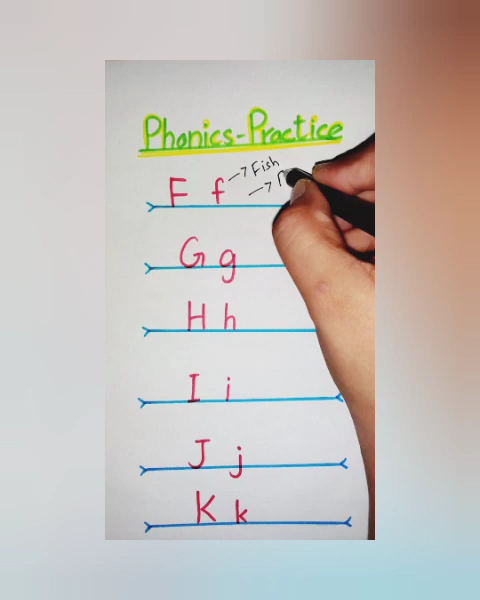 Phonics-Practice
F f → Fish
→
G g
H h
I i
J j
K k